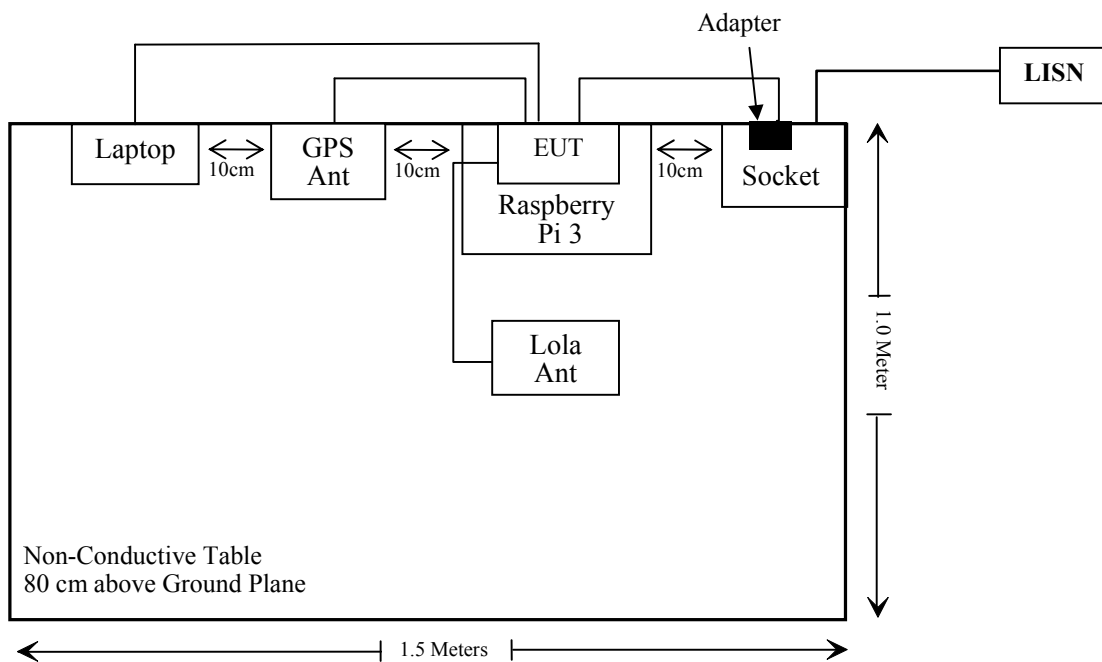 Adapter
LISN
Laptop
GPS
Ant
EUT
Socket
10cm
10cm
10cm
Raspberry
Pi 3
Lola
Ant
1.0 Meter
Non-Conductive Table
80 cm above Ground Plane
1.5 Meters